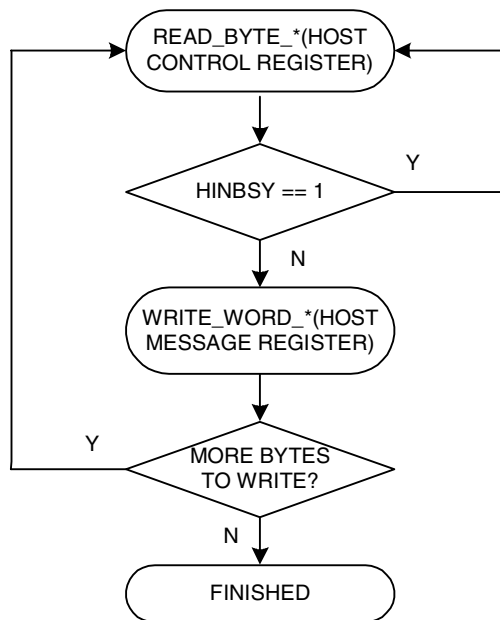 READ_BYTE_*(HOST
CONTROL REGISTER)
Y
HINBSY == 1
N
WRITE_WORD_*(HOST
MESSAGE REGISTER)
Y
MORE BYTES
TO WRITE?
N
FINISHED